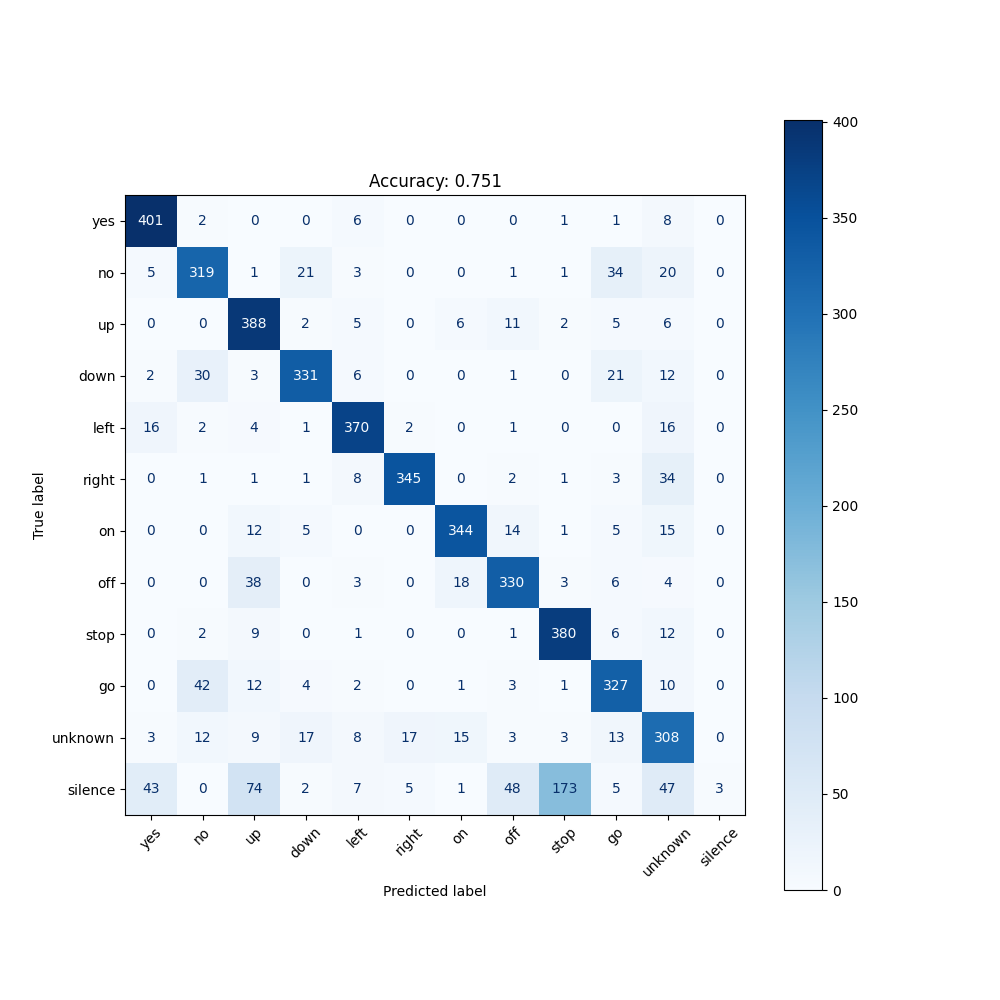 Accuracy: 0.751
yes 401 2 0 0 6 0 0 0 1 1 8 0
no 5 319 1 21 3 0 0 1 1 34 20 0
up 0 0 388 2 5 0 6 11 2 5 6 0
down 2 30 3 331 6 0 0 1 0 21 12 0
left 16 2 4 1 370 2 0 1 0 0 16 0
right 0 1 1 1 8 345 0 2 1 3 34 0
on 0 0 12 5 0 0 344 14 1 5 15 0
off 0 0 38 0 3 0 18 330 3 6 4 0
stop 0 2 9 0 1 0 0 1 380 6 12 0
go 0 42 12 4 2 0 1 3 1 327 10 0
unknown 3 12 9 17 8 17 15 3 3 13 308 0
silence 43 0 74 2 7 5 1 48 173 5 47 3
yes no up down left right on off stop go unknown silence
Predicted label
True label
400
350
300
250
200
150
100
50
0